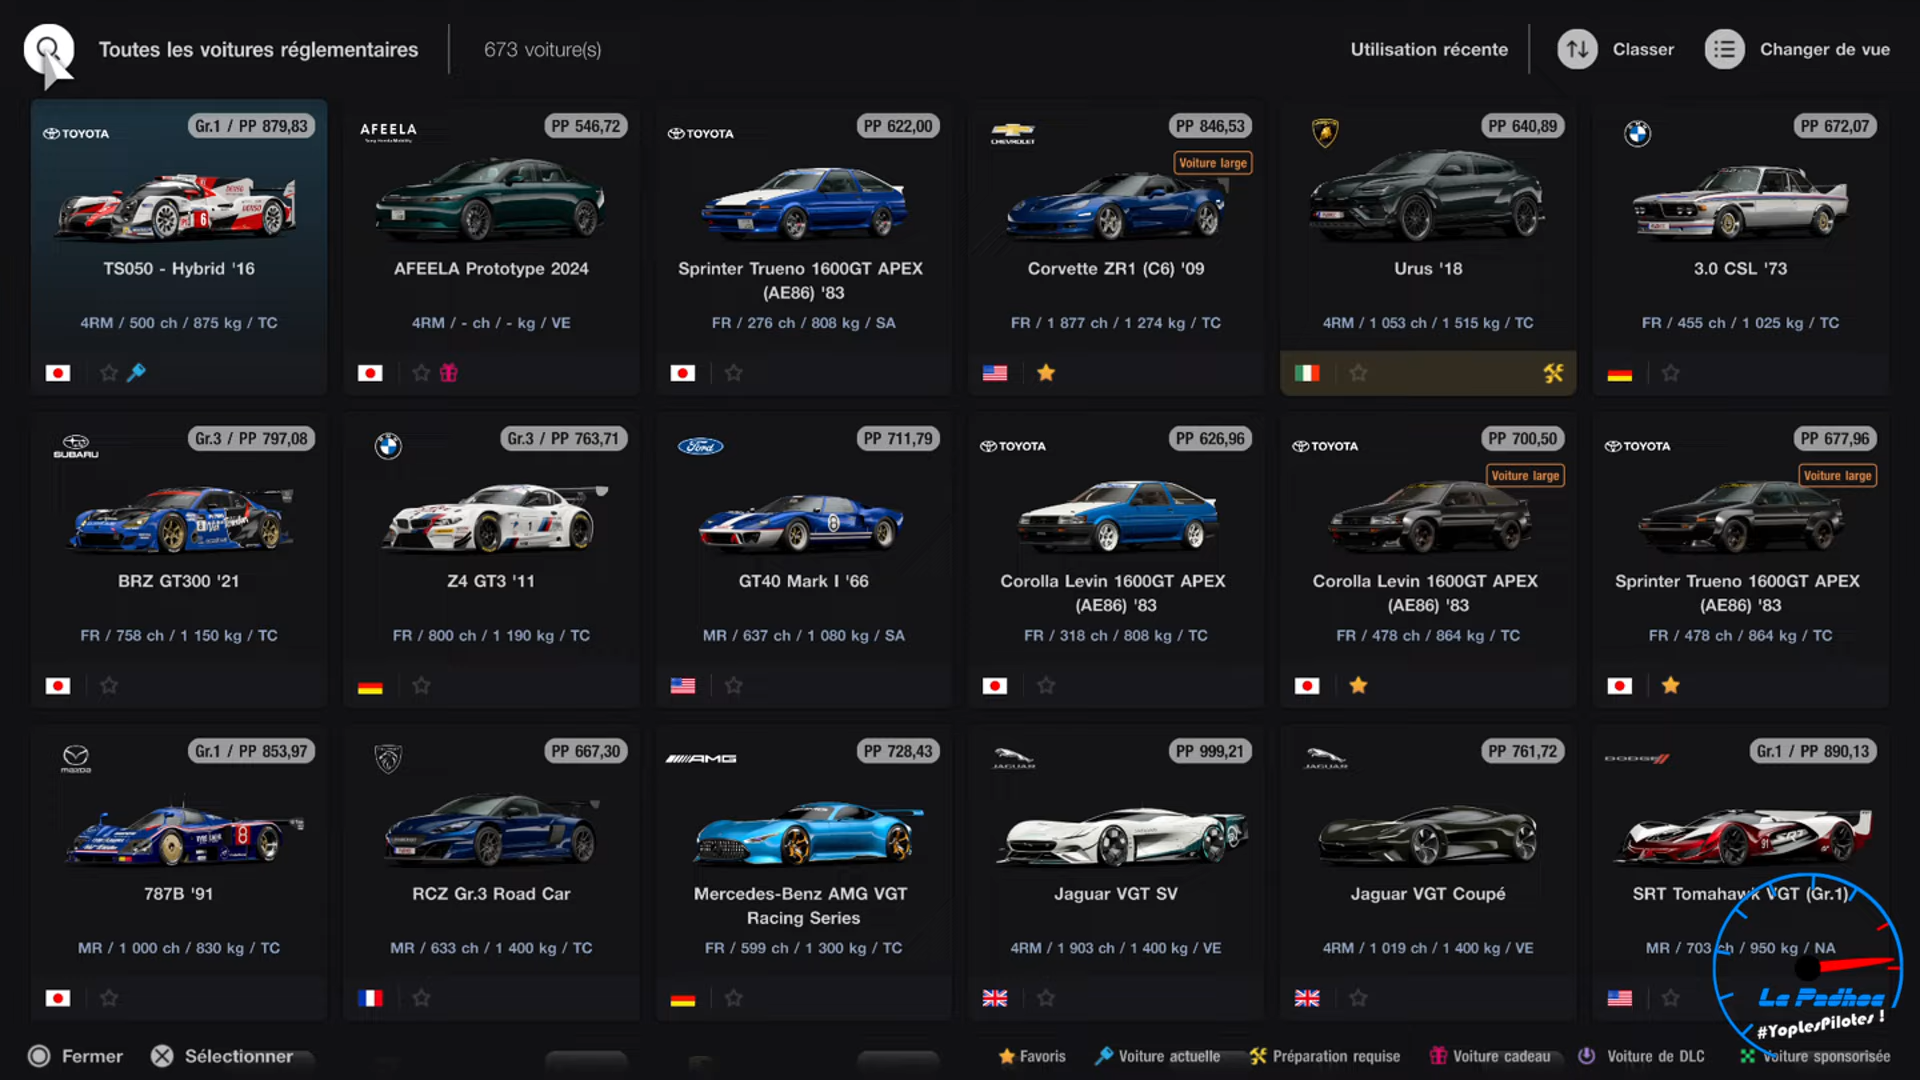 Toutes les voitures réglementaires
673 voiture(s)
Utilisation récente
Classer
Changer de vue
TOYOTA
Gr.1 / PP 879,83
TS050 - Hybrid '16
4RM / 500 ch / 875 kg / TC
AFEELA
PP 546,72
AFEELA Prototype 2024
4RM / - ch / - kg / VE
TOYOTA
PP 622,00
Sprinter Trueno 1600GT APEX
(AE86) '83
FR / 276 ch / 808 kg / SA
CHEVROLET
PP 846,53
Voiture large
Corvette ZR1 (C6) '09
FR / 1 877 ch / 1 274 kg / TC
PP 640,89
Urus '18
4RM / 1 053 ch / 1 515 kg / TC
PP 672,07
3.0 CSL '73
FR / 455 ch / 1 025 kg / TC
SUBARU
Gr.3 / PP 797,08
BRZ GT300 '21
FR / 758 ch / 1 150 kg / TC
Gr.3 / PP 763,71
Z4 GT3 '11
FR / 800 ch / 1 190 kg / TC
Ford
PP 711,79
GT40 Mark I '66
MR / 637 ch / 1 080 kg / SA
TOYOTA
PP 626,96
Corolla Levin 1600GT APEX
(AE86) '83
FR / 318 ch / 808 kg / TC
TOYOTA
PP 700,50
Voiture large
Corolla Levin 1600GT APEX
(AE86) '83
FR / 478 ch / 864 kg / TC
TOYOTA
PP 677,96
Voiture large
Sprinter Trueno 1600GT APEX
(AE86) '83
FR / 478 ch / 864 kg / TC
mazda
Gr.1 / PP 853,97
787B '91
MR / 1 000 ch / 830 kg / TC
PP 667,30
RCZ Gr.3 Road Car
MR / 633 ch / 1 400 kg / TC
AMG
PP 728,43
Mercedes-Benz AMG VGT
Racing Series
FR / 599 ch / 1 300 kg / TC
JAGUAR
PP 999,21
Jaguar VGT SV
4RM / 1 903 ch / 1 400 kg / VE
JAGUAR
PP 761,72
Jaguar VGT Coupé
4RM / 1 019 ch / 1 400 kg / VE
DODGE
Gr.1 / PP 890,13
SRT Tomahawk VGT (Gr.1)
MR / 703 ch / 950 kg / NA
Le Padhoc
#YoplesPilotes !
Fermer
Sélectionner
Favoris
Voiture actuelle
Préparation requise
Voiture cadeau
Voiture de DLC
Voiture sponsorisée